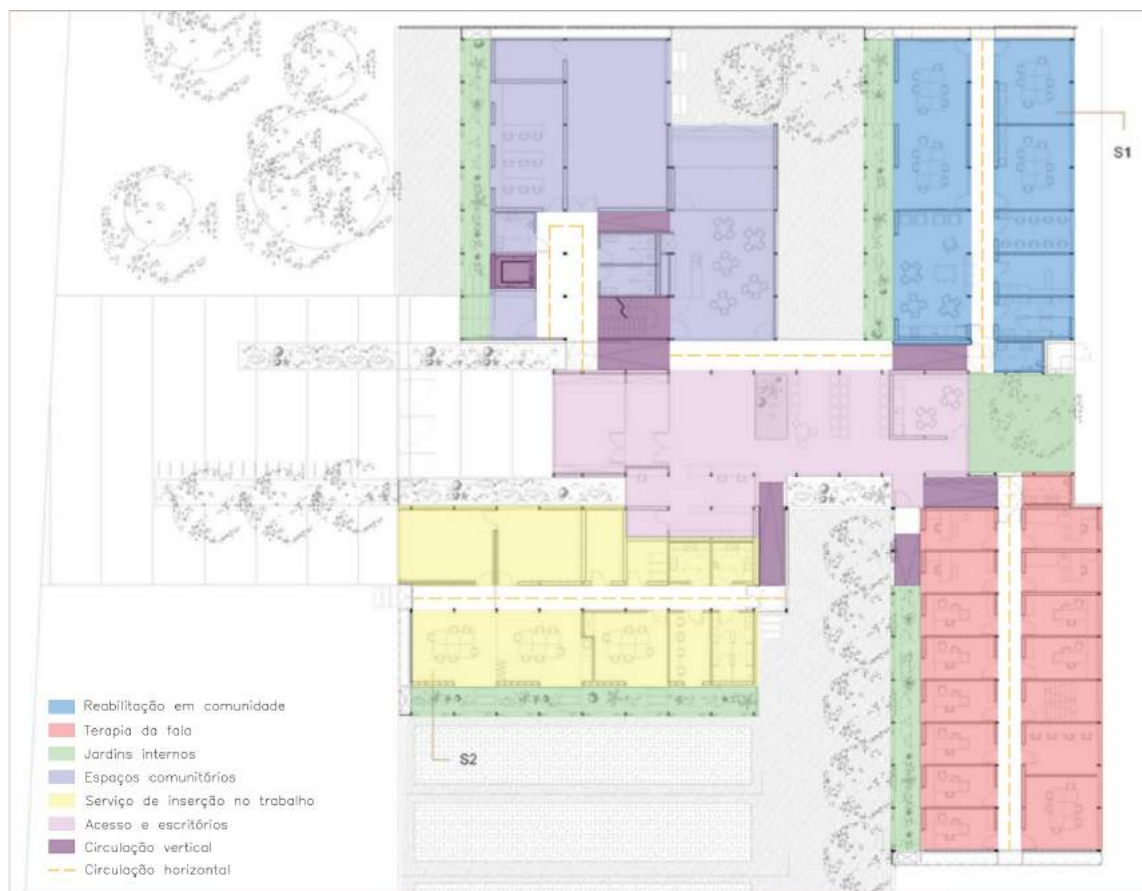 S1
S2
Reabilitação em comunidade
Terapia da fala
Jardins internos
Espaços comunitários
Serviço de inserção no trabalho
Acesso e escritórios
Circulação vertical
Circulação horizontal